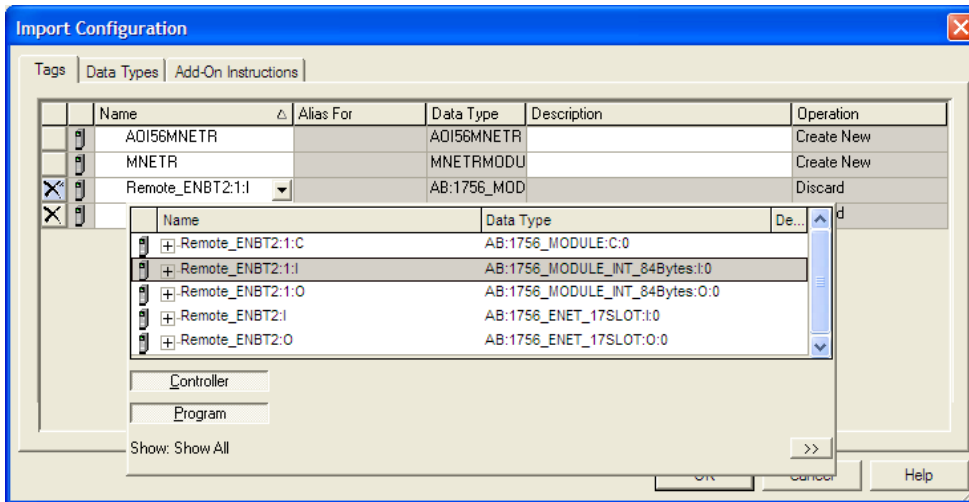 Import Configuration
Tags Data Types Add-On Instructions
Name Alias For Data Type Description Operation
AOI56MNETR AOI56MNETR Create New
MNETR MNETRMODU Create New
Remote_ENBT2:1:I AB:1756_MOD Discard
Name Data Type De...
Remote_ENBT2:1:C AB:1756_MODULE:C:0
Remote_ENBT2:1:I AB:1756_MODULE_INT_84Bytes:I:0
Remote_ENBT2:1:O AB:1756_MODULE_INT_84Bytes:O:0
Remote_ENBT2:I AB:1756_ENET_17SLOT:I:0
Remote_ENBT2:O AB:1756_ENET_17SLOT:O:0
Controller
Program
Show: Show All >>
OK Cancel Help